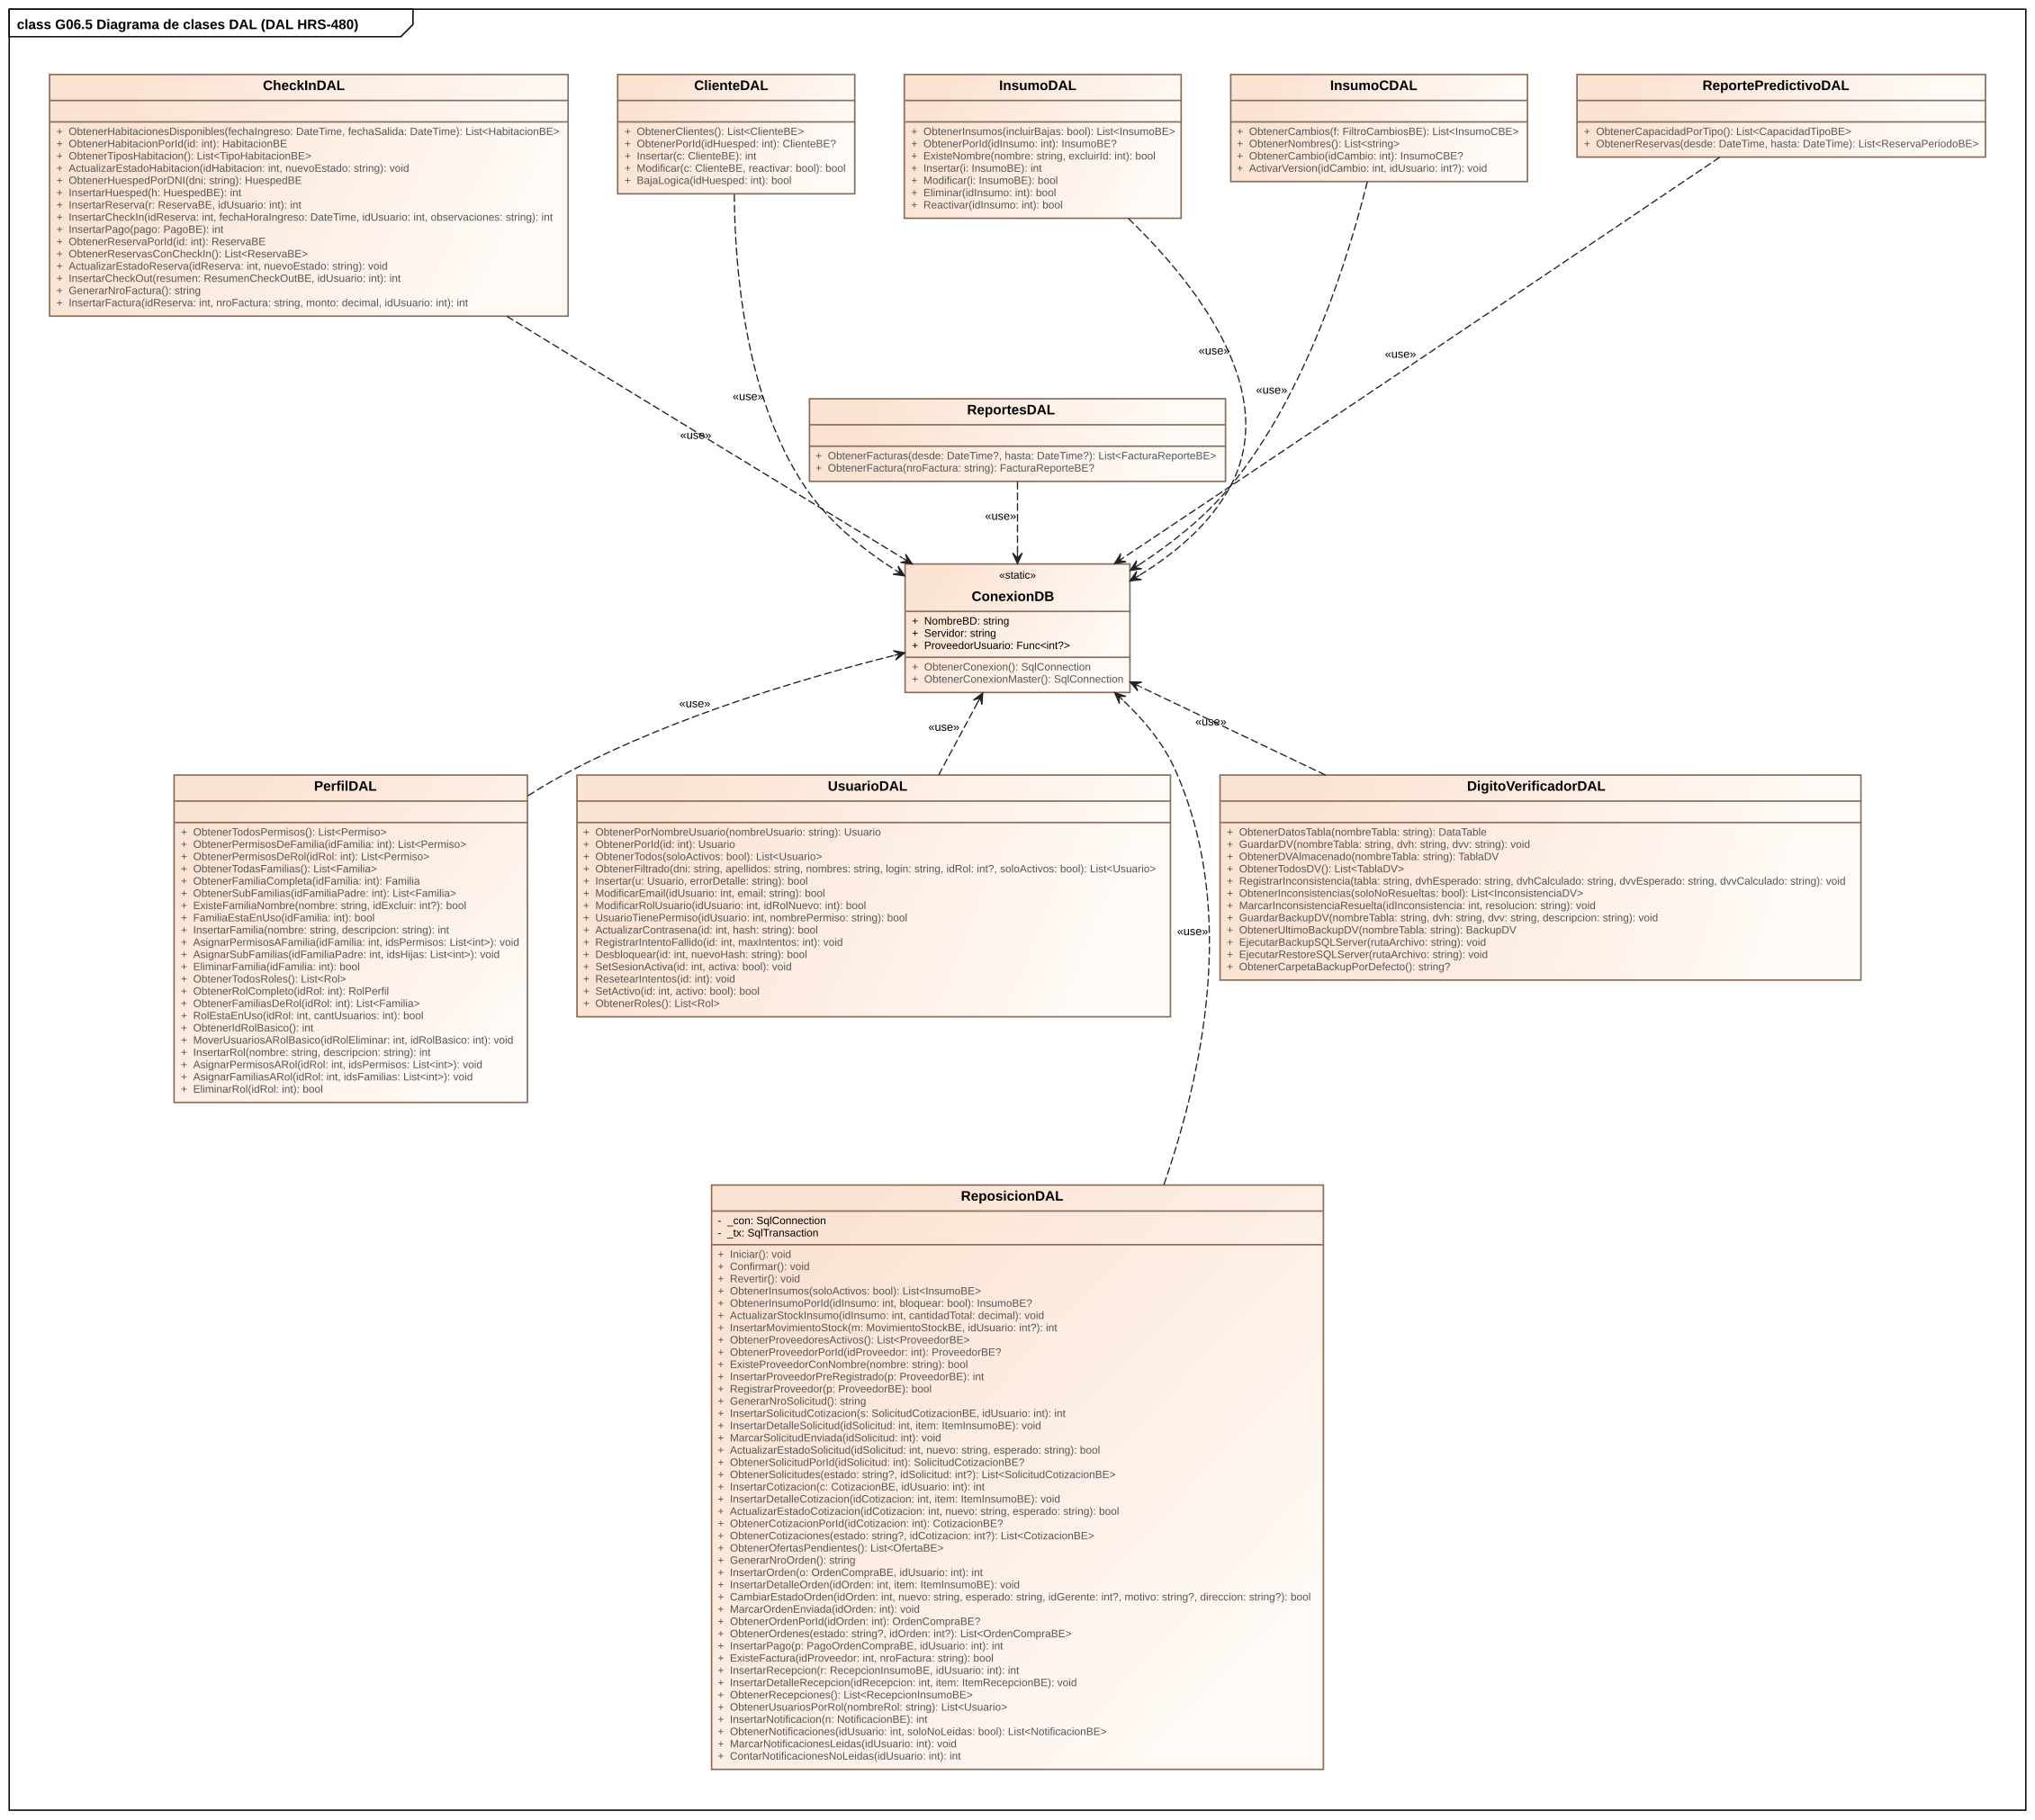 class G06.5 Diagrama de clases DAL (DAL HRS-480)
CheckInDAL
+ ObtenerHabitacionesDisponibles(fechaIngreso: DateTime, fechaSalida: DateTime): List<HabitacionBE>
+ ObtenerHabitacionPorId(id: int): HabitacionBE
+ ObtenerTiposHabitacion(): List<TipoHabitacionBE>
+ ActualizarEstadoHabitacion(idHabitacion: int, nuevoEstado: string): void
+ ObtenerHuespedPorDNI(dni: string): HuespedBE
+ InsertarHuesped(h: HuespedBE): int
+ InsertarReserva(r: ReservaBE, idUsuario: int): int
+ InsertarCheckIn(idReserva: int, fechaHoraIngreso: DateTime, idUsuario: int, observaciones: string): int
+ InsertarPago(pago: PagoBE): int
+ ObtenerReservaPorId(id: int): ReservaBE
+ ObtenerReservasConCheckIn(): List<ReservaBE>
+ ActualizarEstadoReserva(idReserva: int, nuevoEstado: string): void
+ InsertarCheckOut(resumen: ResumenCheckOutBE, idUsuario: int): int
+ GenerarNroFactura(): string
+ InsertarFactura(idReserva: int, nroFactura: string, monto: decimal, idUsuario: int): int
ClienteDAL
+ ObtenerClientes(): List<ClienteBE>
+ ObtenerPorId(idHuesped: int): ClienteBE?
+ Insertar(c: ClienteBE): int
+ Modificar(c: ClienteBE, reactivar: bool): bool
+ BajaLogica(idHuesped: int): bool
InsumoDAL
+ ObtenerInsumos(incluirBajas: bool): List<InsumoBE>
+ ObtenerPorId(idInsumo: int): InsumoBE?
+ ExisteNombre(nombre: string, excluirId: int): bool
+ Insertar(i: InsumoBE): int
+ Modificar(i: InsumoBE): bool
+ Eliminar(idInsumo: int): bool
+ Reactivar(idInsumo: int): bool
InsumoCDAL
+ ObtenerCambios(f: FiltroCambiosBE): List<InsumoCBE>
+ ObtenerNombres(): List<string>
+ ObtenerCambio(idCambio: int): InsumoCBE?
+ ActivarVersion(idCambio: int, idUsuario: int?): void
ReportePredictivoDAL
+ ObtenerCapacidadPorTipo(): List<CapacidadTipoBE>
+ ObtenerReservas(desde: DateTime, hasta: DateTime): List<ReservaPeriodoBE>
«use»
«use»
«use»
«use»
«use»
ReportesDAL
+ ObtenerFacturas(desde: DateTime?, hasta: DateTime?): List<FacturaReporteBE>
+ ObtenerFactura(nroFactura: string): FacturaReporteBE?
«use»
«static»
ConexionDB
+ NombreBD: string
+ Servidor: string
+ ProveedorUsuario: Func<int?>
+ ObtenerConexion(): SqlConnection
+ ObtenerConexionMaster(): SqlConnection
«use»
«use»
«use»
«use»
PerfilDAL
+ ObtenerTodosPermisos(): List<Permiso>
+ ObtenerPermisosDeFamilia(idFamilia: int): List<Permiso>
+ ObtenerPermisosDeRol(idRol: int): List<Permiso>
+ ObtenerTodasFamilias(): List<Familia>
+ ObtenerFamiliaCompleta(idFamilia: int): Familia
+ ObtenerSubFamilias(idFamiliaPadre: int): List<Familia>
+ ExisteFamiliaNombre(nombre: string, idExcluir: int?): bool
+ FamiliaEstaEnUso(idFamilia: int): bool
+ InsertarFamilia(nombre: string, descripcion: string): int
+ AsignarPermisosAFamilia(idFamilia: int, idsPermisos: List<int>): void
+ AsignarSubFamilias(idFamiliaPadre: int, idsHijas: List<int>): void
+ EliminarFamilia(idFamilia: int): bool
+ ObtenerTodosRoles(): List<Rol>
+ ObtenerRolCompleto(idRol: int): RolPerfil
+ ObtenerFamiliasDeRol(idRol: int): List<Familia>
+ RolEstaEnUso(idRol: int, cantUsuarios: int): bool
+ ObtenerIdRolBasico(): int
+ MoverUsuariosARolBasico(idRolEliminar: int, idRolBasico: int): void
+ InsertarRol(nombre: string, descripcion: string): int
+ AsignarPermisosARol(idRol: int, idsPermisos: List<int>): void
+ AsignarFamiliasARol(idRol: int, idsFamilias: List<int>): void
+ EliminarRol(idRol: int): bool
UsuarioDAL
+ ObtenerPorNombreUsuario(nombreUsuario: string): Usuario
+ ObtenerPorId(id: int): Usuario
+ ObtenerTodos(soloActivos: bool): List<Usuario>
+ ObtenerFiltrado(dni: string, apellidos: string, nombres: string, login: string, idRol: int?, soloActivos: bool): List<Usuario>
+ Insertar(u: Usuario, errorDetalle: string): bool
+ ModificarEmail(idUsuario: int, email: string): bool
+ ModificarRolUsuario(idUsuario: int, idRolNuevo: int): bool
+ UsuarioTienePermiso(idUsuario: int, nombrePermiso: string): bool
+ ActualizarContrasena(id: int, hash: string): bool
+ RegistrarIntentoFallido(id: int, maxIntentos: int): void
+ Desbloquear(id: int, nuevoHash: string): bool
+ SetSesionActiva(id: int, activa: bool): void
+ ResetearIntentos(id: int): void
+ SetActivo(id: int, activo: bool): bool
+ ObtenerRoles(): List<Rol>
DigitoVerificadorDAL
+ ObtenerDatosTabla(nombreTabla: string): DataTable
+ GuardarDV(nombreTabla: string, dvh: string, dvv: string): void
+ ObtenerDVAlmacenado(nombreTabla: string): TablaDV
+ ObtenerTodosDV(): List<TablaDV>
+ RegistrarInconsistencia(tabla: string, dvhEsperado: string, dvhCalculado: string, dvvEsperado: string, dvvCalculado: string): void
+ ObtenerInconsistencias(soloNoResueltas: bool): List<InconsistenciaDV>
+ MarcarInconsistenciaResuelta(idInconsistencia: int, resolucion: string): void
+ GuardarBackupDV(nombreTabla: string, dvh: string, dvv: string, descripcion: string): void
+ ObtenerUltimoBackupDV(nombreTabla: string): BackupDV
+ EjecutarBackupSQLServer(rutaArchivo: string): void
+ EjecutarRestoreSQLServer(rutaArchivo: string): void
+ ObtenerCarpetaBackupPorDefecto(): string?
ReposicionDAL
- _con: SqlConnection
- _tx: SqlTransaction
+ Iniciar(): void
+ Confirmar(): void
+ Revertir(): void
+ ObtenerInsumos(soloActivos: bool): List<InsumoBE>
+ ObtenerInsumoPorId(idInsumo: int, bloquear: bool): InsumoBE?
+ ActualizarStockInsumo(idInsumo: int, cantidadTotal: decimal): void
+ InsertarMovimientoStock(m: MovimientoStockBE, idUsuario: int?): int
+ ObtenerProveedoresActivos(): List<ProveedorBE>
+ ObtenerProveedorPorId(idProveedor: int): ProveedorBE?
+ ExisteProveedorConNombre(nombre: string): bool
+ InsertarProveedorPreRegistrado(p: ProveedorBE): int
+ RegistrarProveedor(p: ProveedorBE): bool
+ GenerarNroSolicitud(): string
+ InsertarSolicitudCotizacion(s: SolicitudCotizacionBE, idUsuario: int): int
+ InsertarDetalleSolicitud(idSolicitud: int, item: ItemInsumoBE): void
+ MarcarSolicitudEnviada(idSolicitud: int): void
+ ActualizarEstadoSolicitud(idSolicitud: int, nuevo: string, esperado: string): bool
+ ObtenerSolicitudPorId(idSolicitud: int): SolicitudCotizacionBE?
+ ObtenerSolicitudes(estado: string?, idSolicitud: int?): List<SolicitudCotizacionBE>
+ InsertarCotizacion(c: CotizacionBE, idUsuario: int): int
+ InsertarDetalleCotizacion(idCotizacion: int, item: ItemInsumoBE): void
+ ActualizarEstadoCotizacion(idCotizacion: int, nuevo: string, esperado: string): bool
+ ObtenerCotizacionPorId(idCotizacion: int): CotizacionBE?
+ ObtenerCotizaciones(estado: string?, idCotizacion: int?): List<CotizacionBE>
+ ObtenerOfertasPendientes(): List<OfertaBE>
+ GenerarNroOrden(): string
+ InsertarOrden(o: OrdenCompraBE, idUsuario: int): int
+ InsertarDetalleOrden(idOrden: int, item: ItemInsumoBE): void
+ CambiarEstadoOrden(idOrden: int, nuevo: string, esperado: string, idGerente: int?, motivo: string?, direccion: string?): bool
+ MarcarOrdenEnviada(idOrden: int): void
+ ObtenerOrdenPorId(idOrden: int): OrdenCompraBE?
+ ObtenerOrdenes(estado: string?, idOrden: int?): List<OrdenCompraBE>
+ InsertarPago(p: PagoOrdenCompraBE, idUsuario: int): int
+ ExisteFactura(idProveedor: int, nroFactura: string): bool
+ InsertarRecepcion(r: RecepcionInsumoBE, idUsuario: int): int
+ InsertarDetalleRecepcion(idRecepcion: int, item: ItemRecepcionBE): void
+ ObtenerRecepciones(): List<RecepcionInsumoBE>
+ ObtenerUsuariosPorRol(nombreRol: string): List<Usuario>
+ InsertarNotificacion(n: NotificacionBE): int
+ ObtenerNotificaciones(idUsuario: int, soloNoLeidas: bool): List<NotificacionBE>
+ MarcarNotificacionesLeidas(idUsuario: int): void
+ ContarNotificacionesNoLeidas(idUsuario: int): int